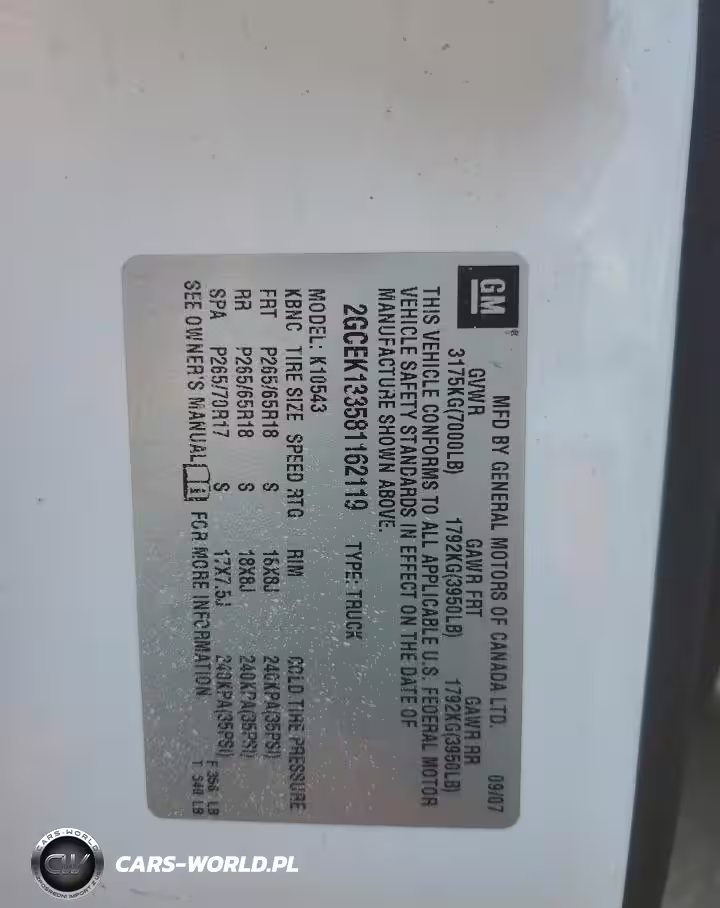 GM
MFD BY GENERAL MOTORS OF CANADA LTD. 09/07
GVWR GAWR FRT GAWR RR
3175KG(7000LB) 1792KG(3950LB) 1792KG(3950LB)
THIS VEHICLE CONFORMS TO ALL APPLICABLE U.S. FEDERAL MOTOR
VEHICLE SAFETY STANDARDS IN EFFECT ON THE DATE OF
MANUFACTURE SHOWN ABOVE.
2GCEK133581162119 TYPE: TRUCK
MODEL: K10543
KBNC TIRE SIZE SPEED RTG RIM COLD TIRE PRESSURE
FRT P265/65R18 S 18X8J 240KPA(35PSI)
RR P265/65R18 S 18X8J 240KPA(35PSI)
SPA P265/70R17 S 17X7.5J 240KPA(35PSI)
SEE OWNER'S MANUAL FOR MORE INFORMATION
CARS-WORLD
CW
CARS-WORLD.PL